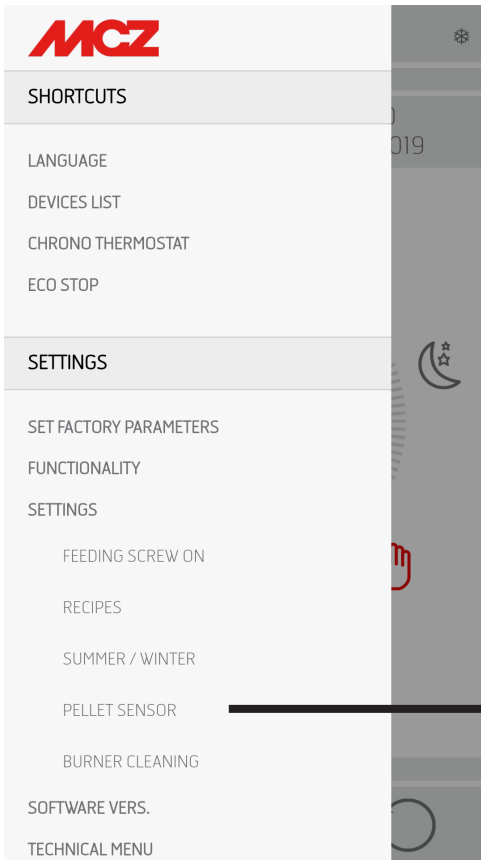 MCZ
SHORTCUTS
LANGUAGE
DEVICES LIST
CHRONO THERMOSTAT
ECO STOP
SETTINGS
SET FACTORY PARAMETERS
FUNCTIONALITY
SETTINGS
FEEDING SCREW ON
RECIPES
SUMMER / WINTER
PELLET SENSOR
BURNER CLEANING
SOFTWARE VERS.
TECHNICAL MENU
019